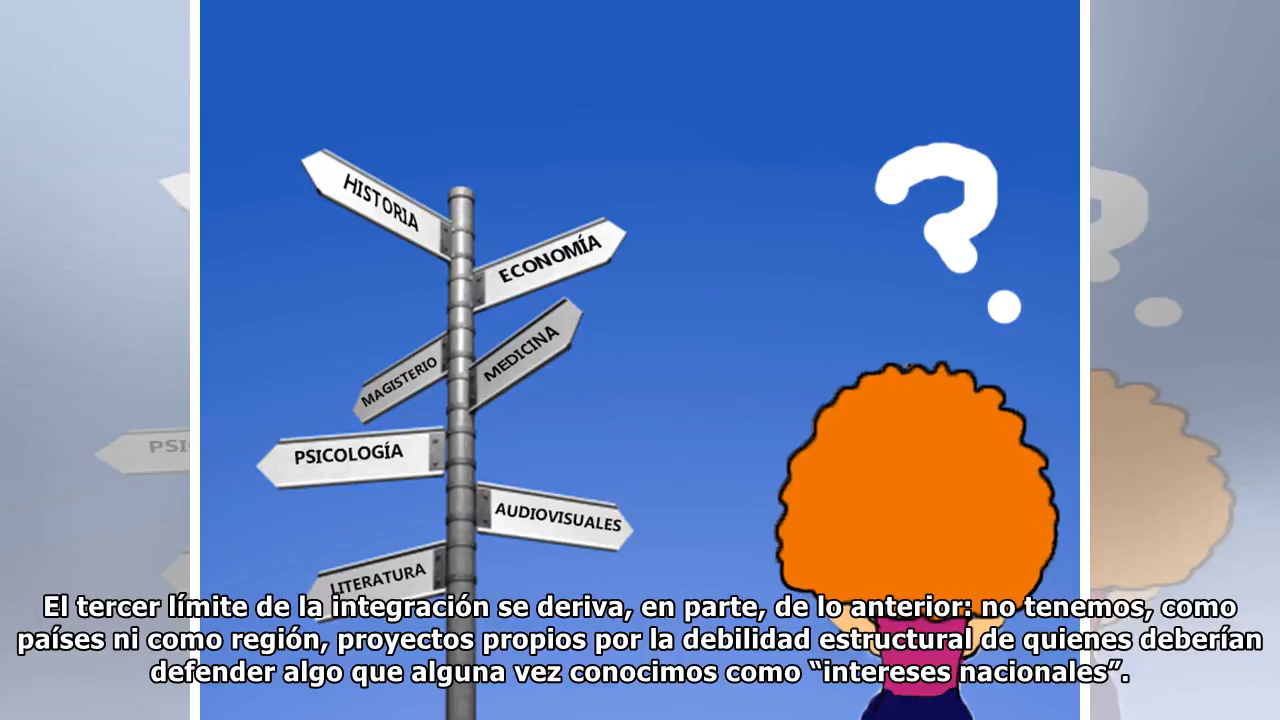 HISTORIA
ECONOMÍA
MEDICINA
MAGISTERIO
PSICOLOGÍA
AUDIOVISUALES
LITERATURA
PSI
El tercer límite de la integración se deriva, en parte, de lo anterior: no tenemos, como
países ni como región, proyectos propios por la debilidad estructural de quienes deberían
defender algo que alguna vez conocimos como “intereses nacionales”.